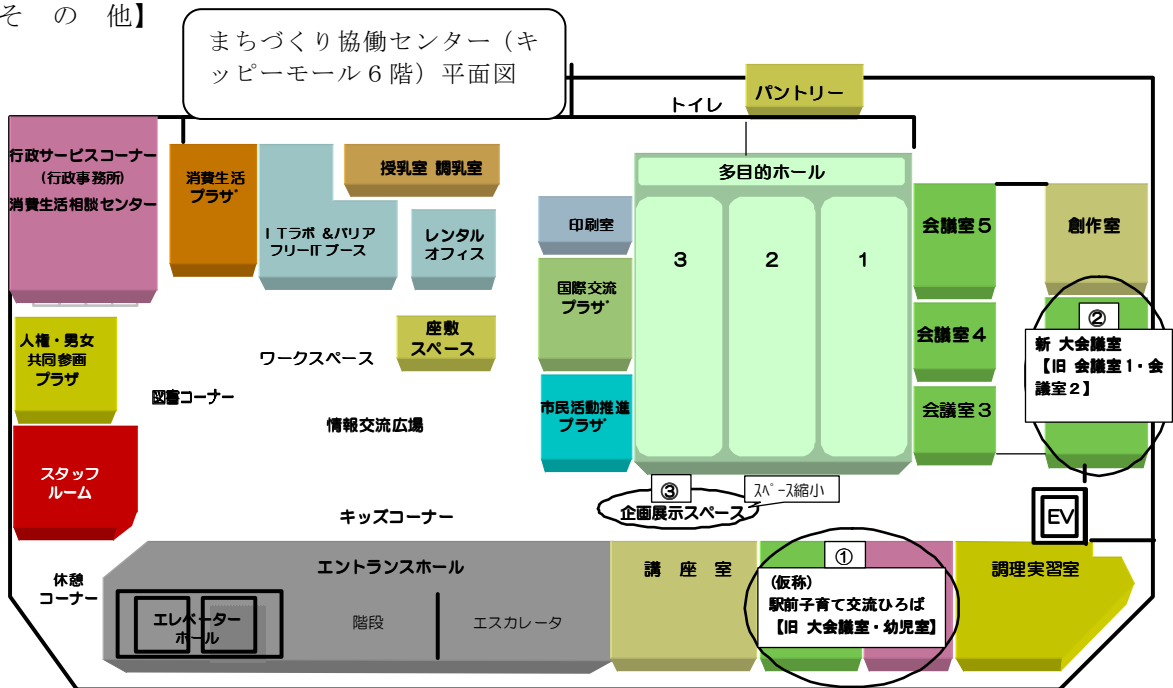 そ の 他】
まちづくり協働センター（キ
ッピーモール６階）平面図
トイレ
パントリー
行政サービスコーナー
(行政事務所)
消費生活相談センター
消費生活
プラザ
ＩＴラボ &バリア
フリーITブース
授乳室 調乳室
レンタル
オフィス
印刷室
国際交流
プラザ
市民活動推進
プラザ
多目的ホール
3
2
1
会議室５
会議室４
会議室３
創作室
②
新 大会議室
【旧 会議室１・会
議室２】
人権・男女
共同参画
プラザ
座敷
スペース
ワークスペース
図書コーナー
情報交流広場
スタッフ
ルーム
キッズコーナー
③
ｽﾍﾟｰｽ縮小
企画展示スペース
EV
休憩
コーナー
エントランスホール
エレベーター
ホール
階段
エスカレータ
講 座 室
①
(仮称)
駅前子育て交流ひろば
【旧 大会議室・幼児室】
調理実習室